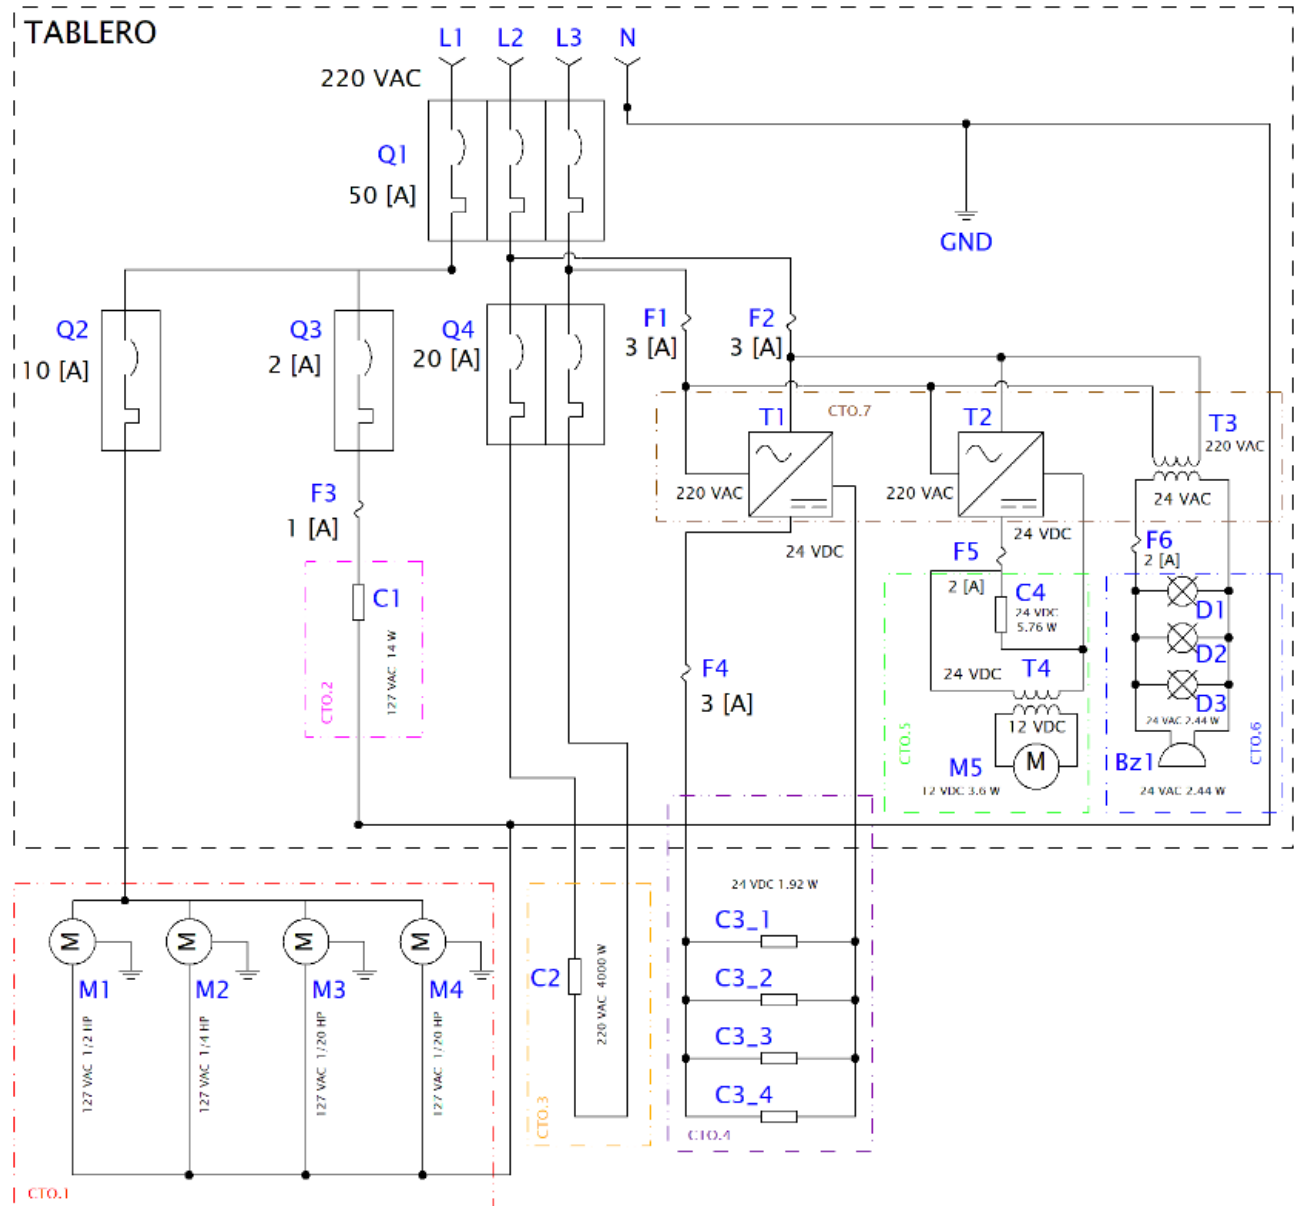 TABLERO
L1 L2 L3 N
220 VAC
Q1
50 [A]
GND
Q2
10 [A]
Q3
2 [A]
Q4
20 [A]
F1
3 [A]
F2
3 [A]
T1
CTO.7
T2
T3
220 VAC
220 VAC
220 VAC
24 VAC
F3
1 [A]
24 VDC
24 VDC
F5
2 [A]
F6
2 [A]
C1
127 VAC 14 W
CTO.2
C4
24 VDC
5.76 W
D1
D2
D3
24 VAC 2.44 W
F4
3 [A]
24 VDC
T4
12 VDC
CTO.5
M
M5
12 VDC 3.6 W
Bz1
24 VAC 2.44 W
CTO.6
24 VDC 1.92 W
M M M M
M1 M2 M3 M4
127 VAC 1/2 HP
127 VAC 1/4 HP
127 VAC 1/20 HP
127 VAC 1/20 HP
CTO.1
C2
220 VAC 4000 W
CTO.3
C3_1
C3_2
C3_3
C3_4
CTO.4